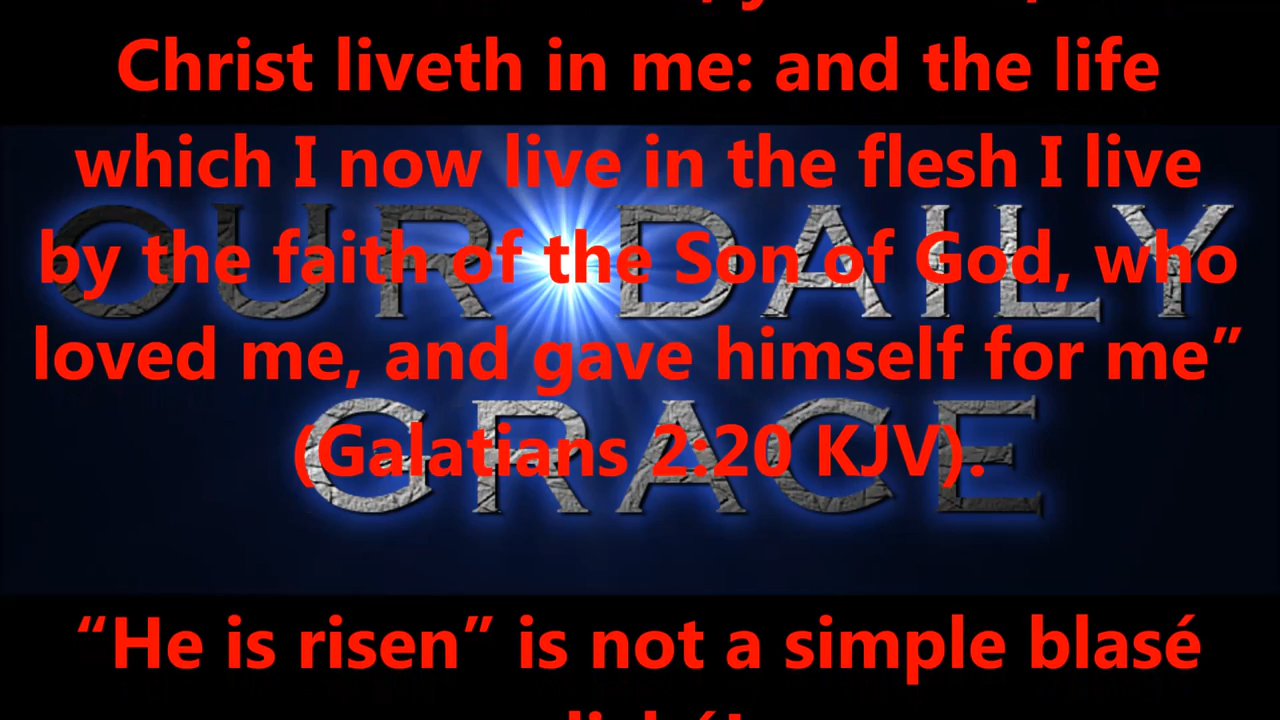 Christ liveth in me: and the life
which I now live in the flesh I live
OUR DAILY
by the faith of the Son of God, who
loved me, and gave himself for me”
GRACE
(Galatians 2:20 KJV).
“He is risen” is not a simple blasé